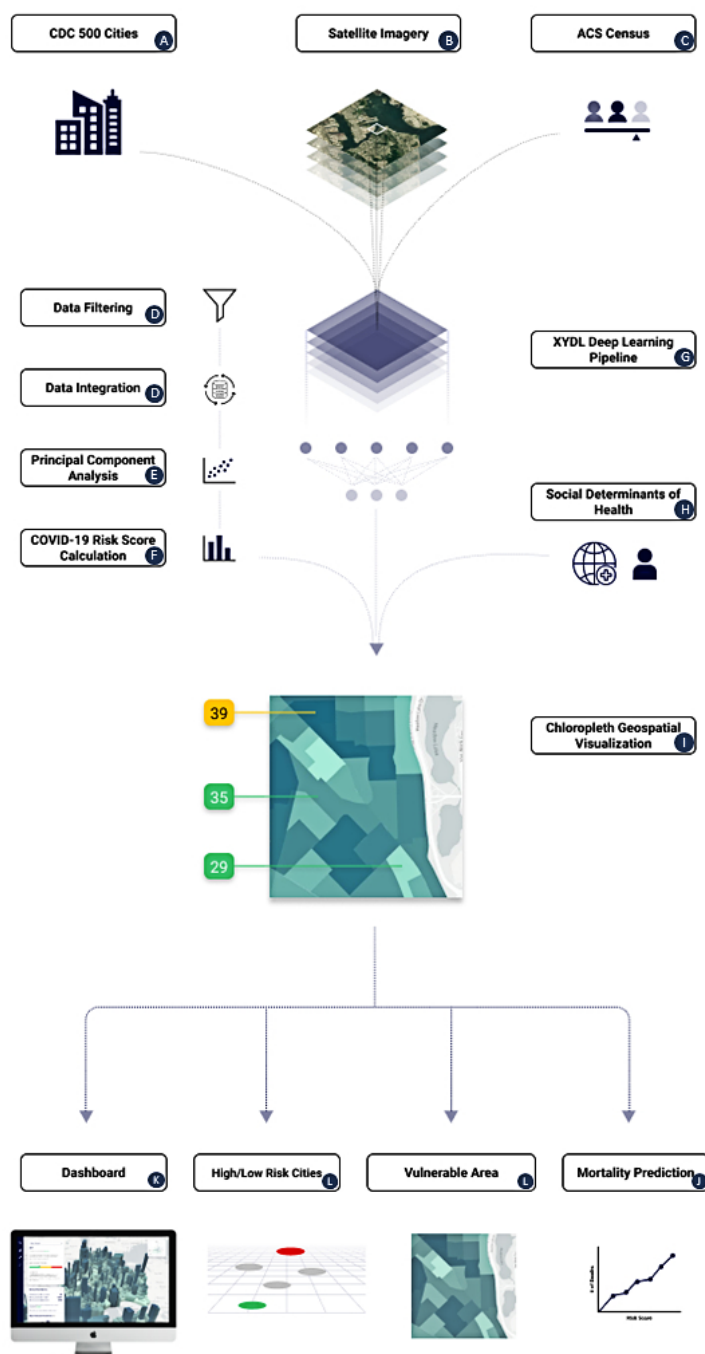 CDC 500 Cities
A
Satellite Imagery
B
ACS Census
C
Data Filtering
D
Data Integration
D
Principal Component
Analysis
E
COVID-19 Risk Score
Calculation
F
XYDL Deep Learning
Pipeline
G
Social Determinants of
Health
H
39
35
29
Chloropleth Geospatial
Visualization
I
Dashboard
K
High/Low Risk Cities
L
Vulnerable Area
L
Mortality Prediction
J
# of Deaths
Risk Score